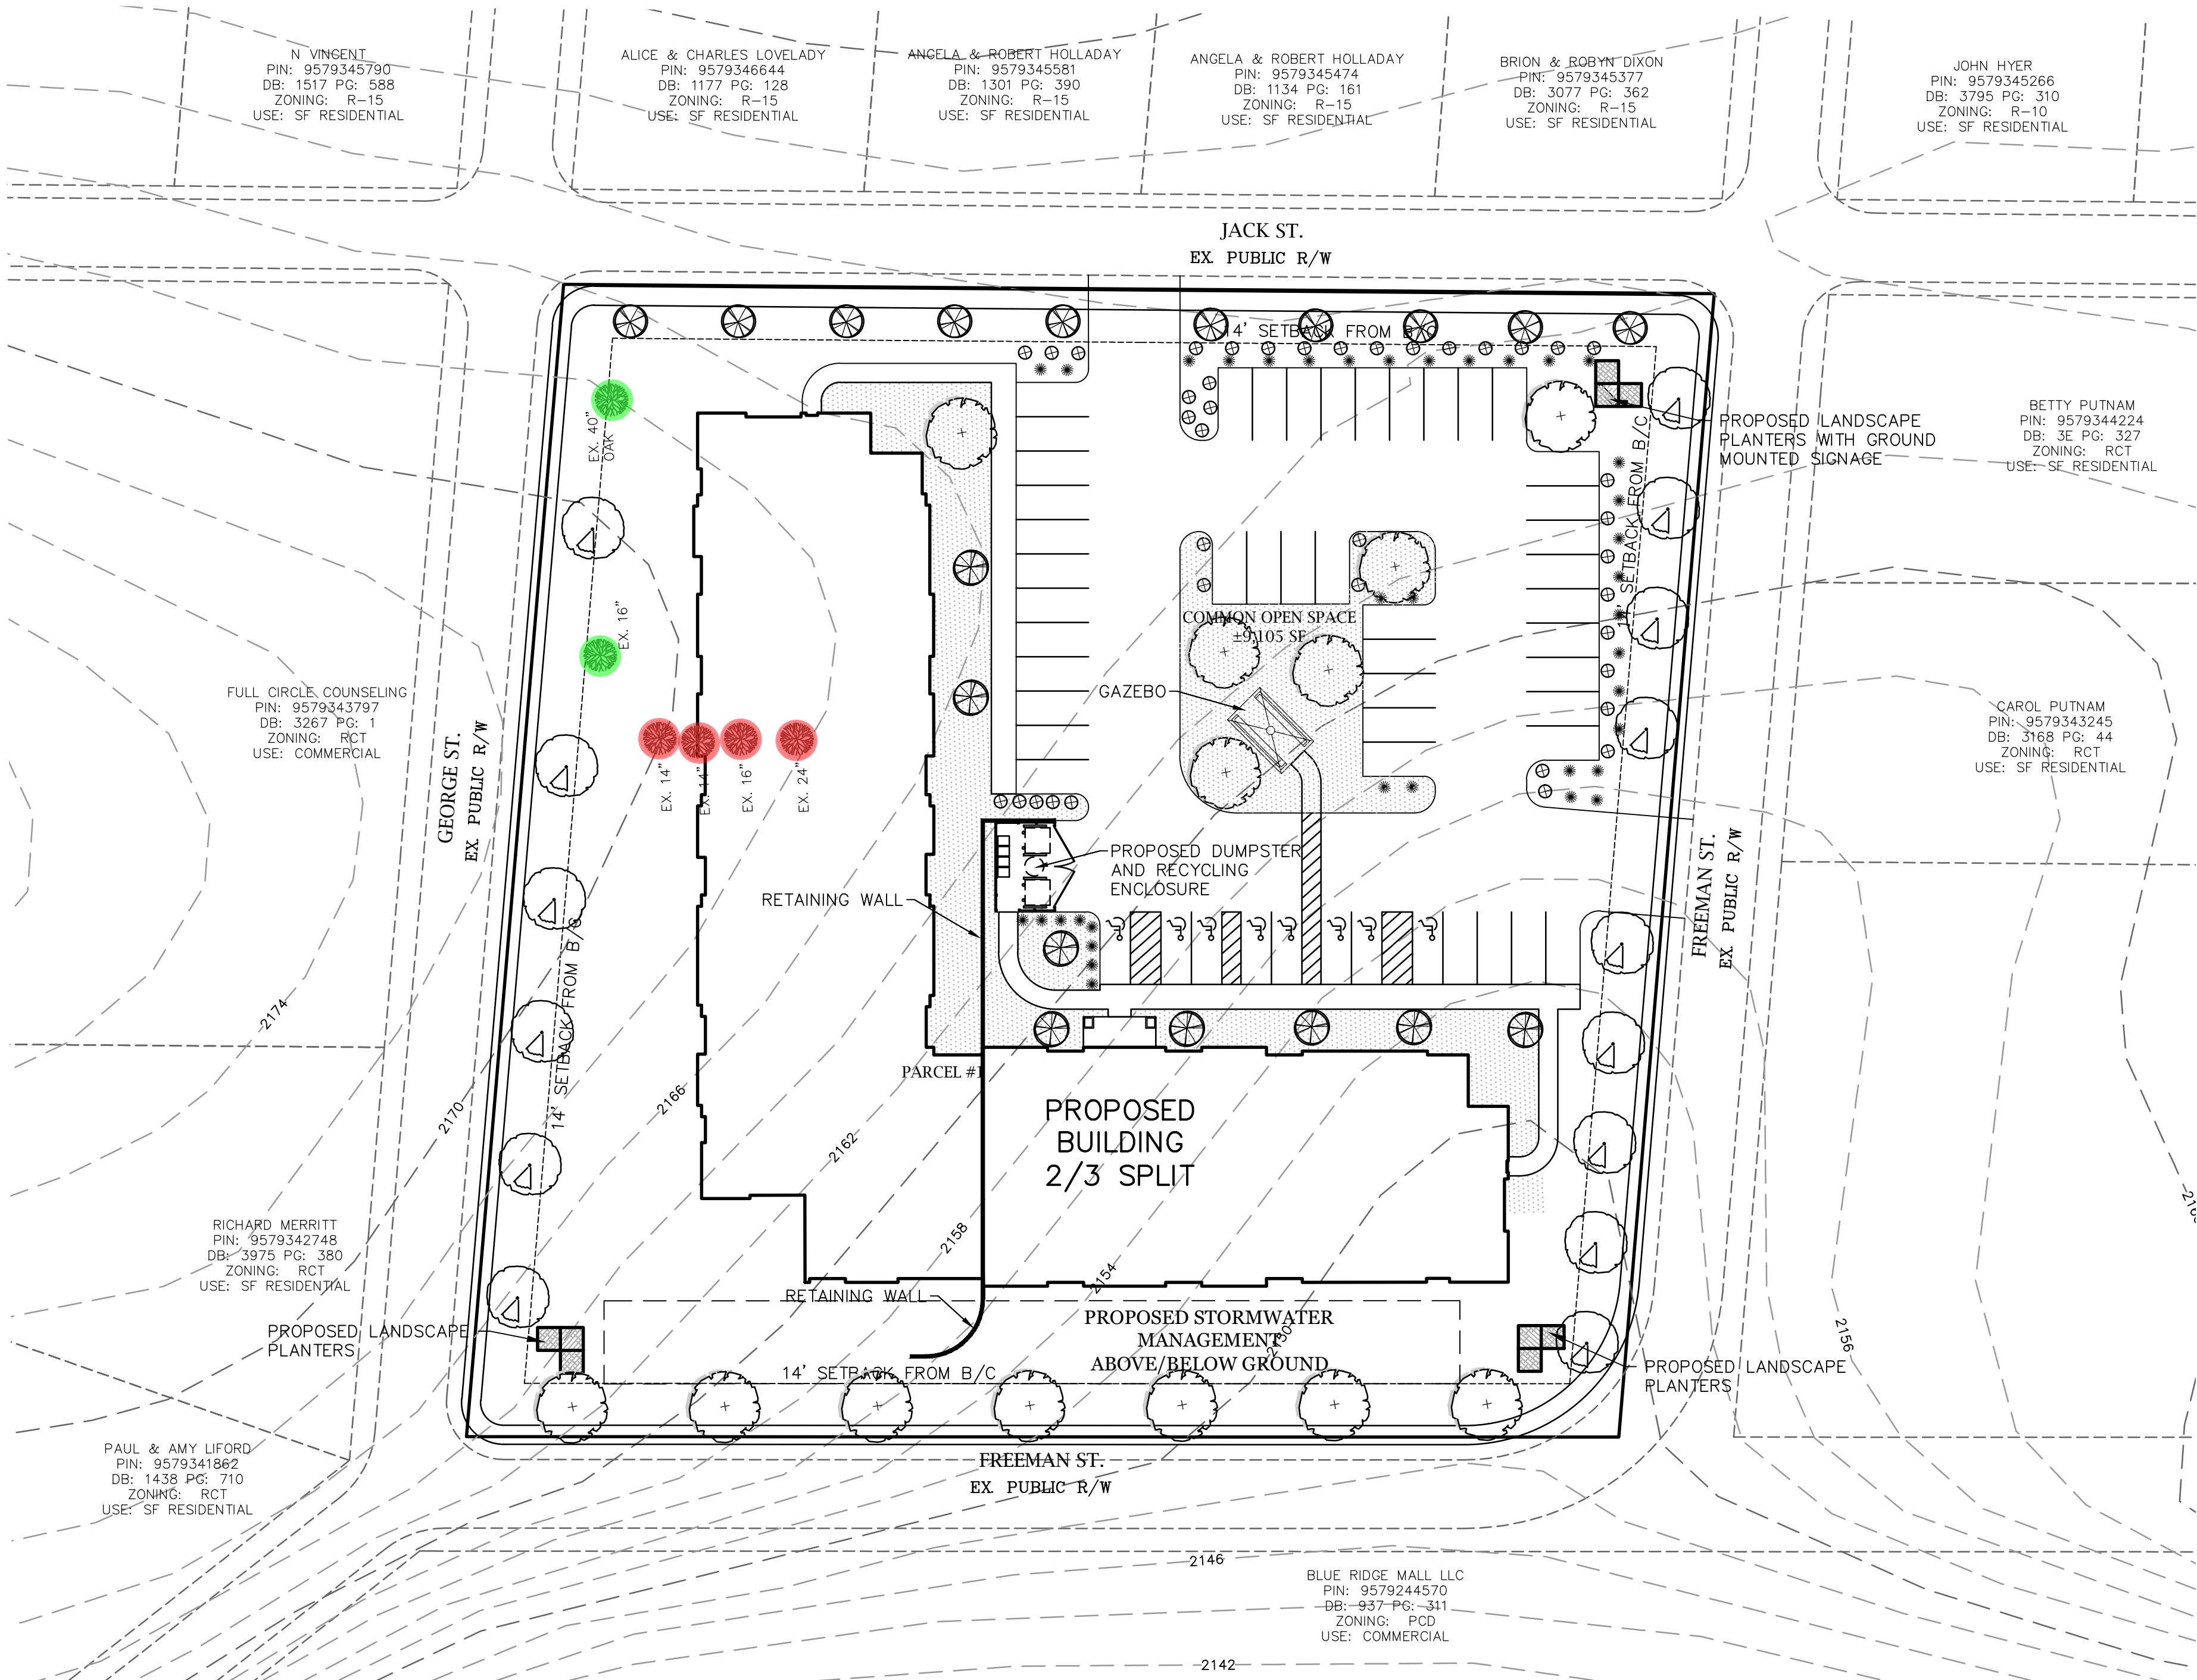 N VINCENT
PIN: 9579345790
DB: 1517 PG: 588
ZONING: R-15
USE: SF RESIDENTIAL
ALICE & CHARLES LOVELADY
PIN: 9579346644
DB: 1177 PG: 128
ZONING: R-15
USE: SF RESIDENTIAL
ANGELA & ROBERT HOLLADAY
PIN: 9579345581
DB: 1301 PG: 390
ZONING: R-15
USE: SF RESIDENTIAL
ANGELA & ROBERT HOLLADAY
PIN: 9579345474
DB: 1134 PG: 161
ZONING: R-15
USE: SF RESIDENTIAL
BRION & ROBYN DIXON
PIN: 9579345377
DB: 3077 PG: 362
ZONING: R-15
USE: SF RESIDENTIAL
JOHN HYER
PIN: 9579345266
DB: 3795 PG: 310
ZONING: R-10
USE: SF RESIDENTIAL
JACK ST.
EX. PUBLIC R/W
14' SETBACK FROM B/C
EX. 40"
OAK
PROPOSED LANDSCAPE
PLANTERS WITH GROUND
MOUNTED SIGNAGE
BETTY PUTNAM
PIN: 9579344224
DB: 3E PG: 327
ZONING: RCT
USE: SF RESIDENTIAL
14' SETBACK FROM B/C
EX. 16"
COMMON OPEN SPACE
±9,105 SF
GAZEBO
FULL CIRCLE COUNSELING
PIN: 9579343797
DB: 3267 PG: 1
ZONING: RCT
USE: COMMERCIAL
GEORGE ST.
EX. PUBLIC R/W
EX. 14"
EX. 14"
EX. 16"
EX. 24"
CAROL PUTNAM
PIN: 9579343245
DB: 3168 PG: 44
ZONING: RCT
USE: SF RESIDENTIAL
PROPOSED DUMPSTER
AND RECYCLING
ENCLOSURE
RETAINING WALL
FREEMAN ST.
EX. PUBLIC R/W
14' SETBACK FROM B/C
2174
2170
2166
2162
2158
2154
2150
PARCEL #1
PROPOSED
BUILDING
2/3 SPLIT
RICHARD MERRITT
PIN: 9579342748
DB: 3975 PG: 380
ZONING: RCT
USE: SF RESIDENTIAL
RETAINING WALL
PROPOSED STORMWATER
MANAGEMENT
ABOVE/BELOW GROUND
PROPOSED LANDSCAPE
PLANTERS
14' SETBACK FROM B/C
PROPOSED LANDSCAPE
PLANTERS
2156
PAUL & AMY LIFORD
PIN: 9579341862
DB: 1438 PG: 710
ZONING: RCT
USE: SF RESIDENTIAL
FREEMAN ST.
EX. PUBLIC R/W
2146
BLUE RIDGE MALL LLC
PIN: 9579244570
DB: 937 PG: 311
ZONING: PCD
USE: COMMERCIAL
2142